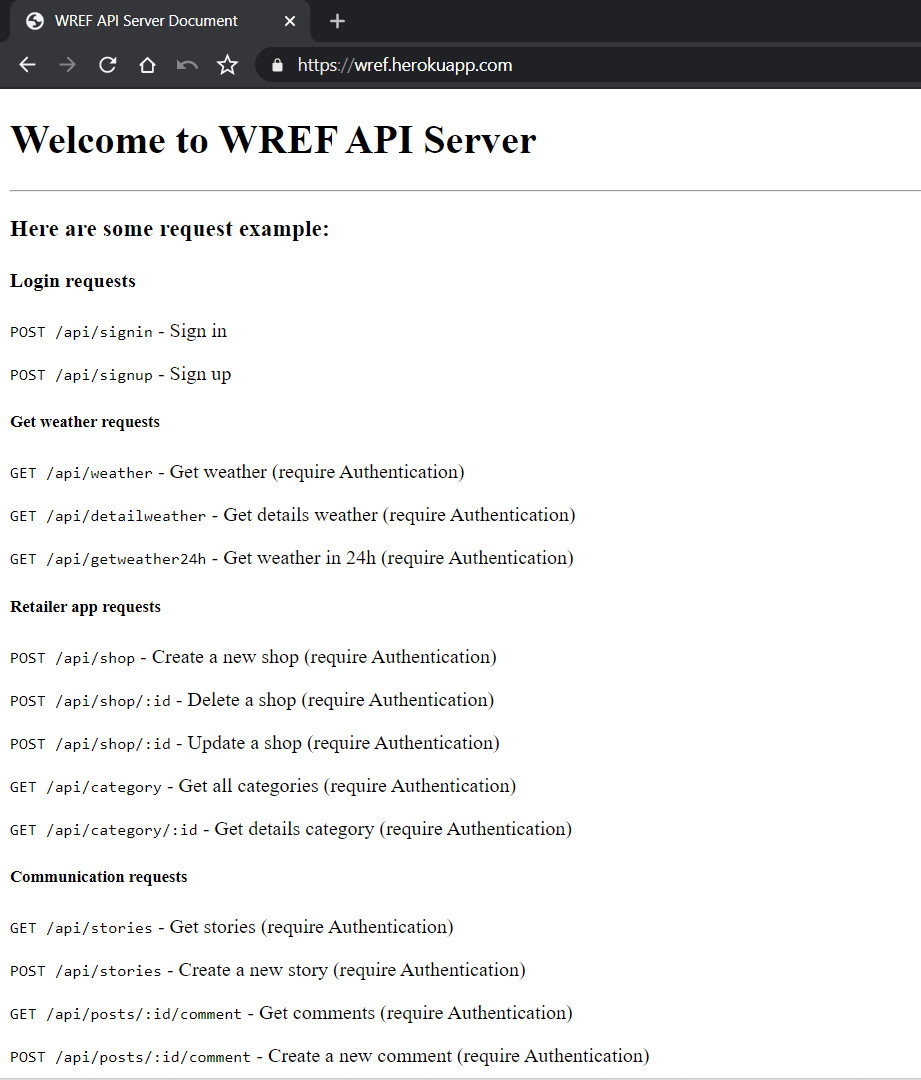 WREF API Server Document
https://wref.herokuapp.com
Welcome to WREF API Server
Here are some request example:
Login requests
POST /api/signin - Sign in
POST /api/signup - Sign up
Get weather requests
GET /api/weather - Get weather (require Authentication)
GET /api/detailweather - Get details weather (require Authentication)
GET /api/getweather24h - Get weather in 24h (require Authentication)
Retailer app requests
POST /api/shop - Create a new shop (require Authentication)
POST /api/shop/:id - Delete a shop (require Authentication)
POST /api/shop/:id - Update a shop (require Authentication)
GET /api/category - Get all categories (require Authentication)
GET /api/category/:id - Get details category (require Authentication)
Communication requests
GET /api/stories - Get stories (require Authentication)
POST /api/stories - Create a new story (require Authentication)
GET /api/posts/:id/comment - Get comments (require Authentication)
POST /api/posts/:id/comment - Create a new comment (require Authentication)